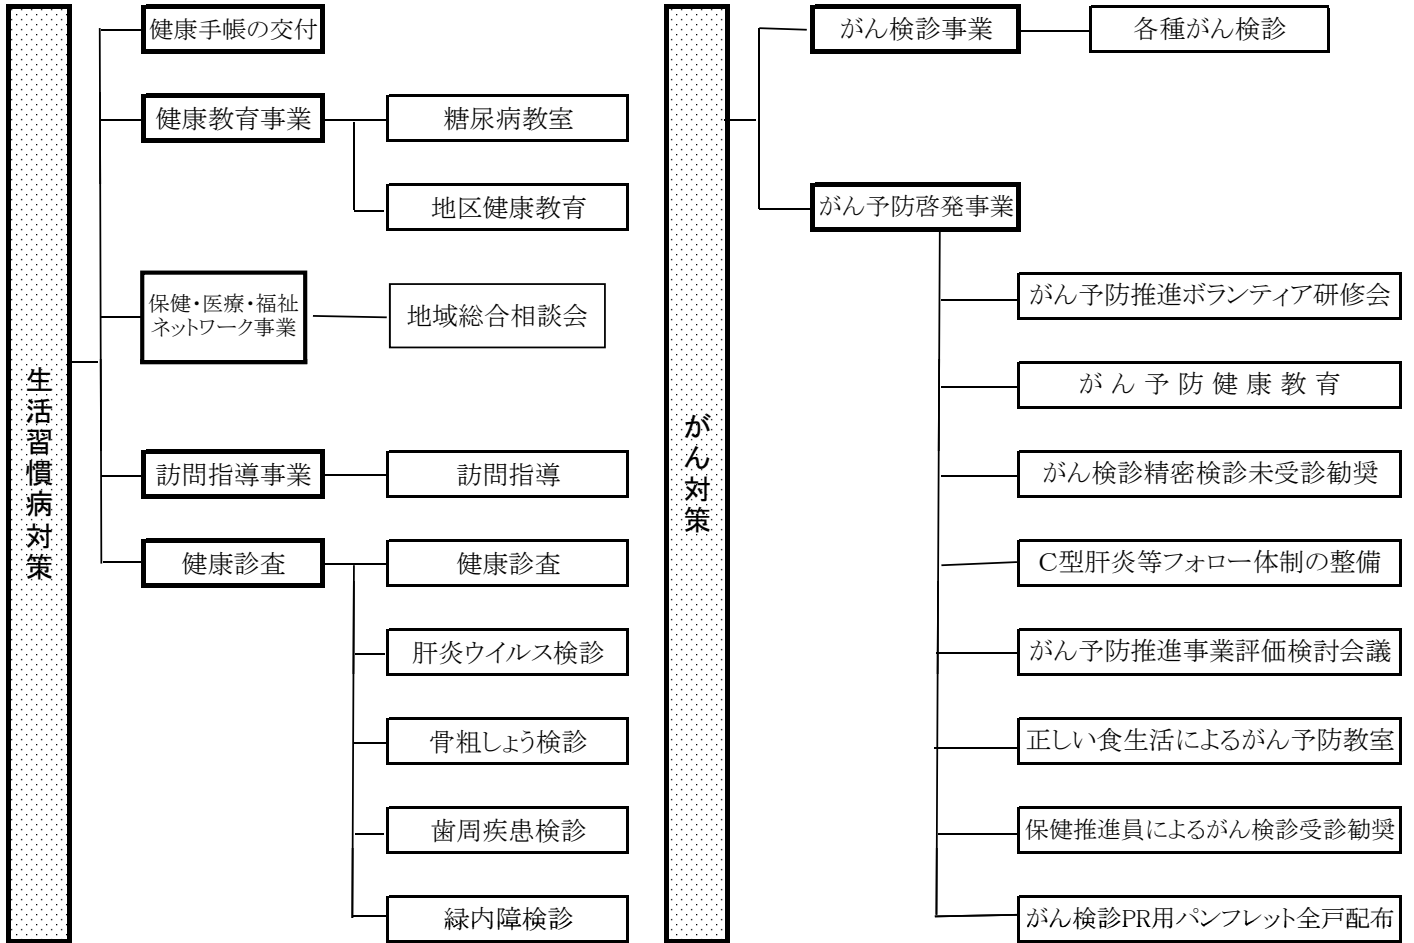 生活習慣病対策
健康手帳の交付
健康教育事業
糖尿病教室
地区健康教育
保健・医療・福祉
ネットワーク事業
地域総合相談会
訪問指導事業
訪問指導
健康診査
健康診査
肝炎ウイルス検診
骨粗しょう検診
歯周疾患検診
緑内障検診
がん対策
がん検診事業
各種がん検診
がん予防啓発事業
がん予防推進ボランティア研修会
がん予防健康教育
がん検診精密検診未受診勧奨
C型肝炎等フォロー体制の整備
がん予防推進事業評価検討会議
正しい食生活によるがん予防教室
保健推進員によるがん検診受診勧奨
がん検診PR用パンフレット全戸配布